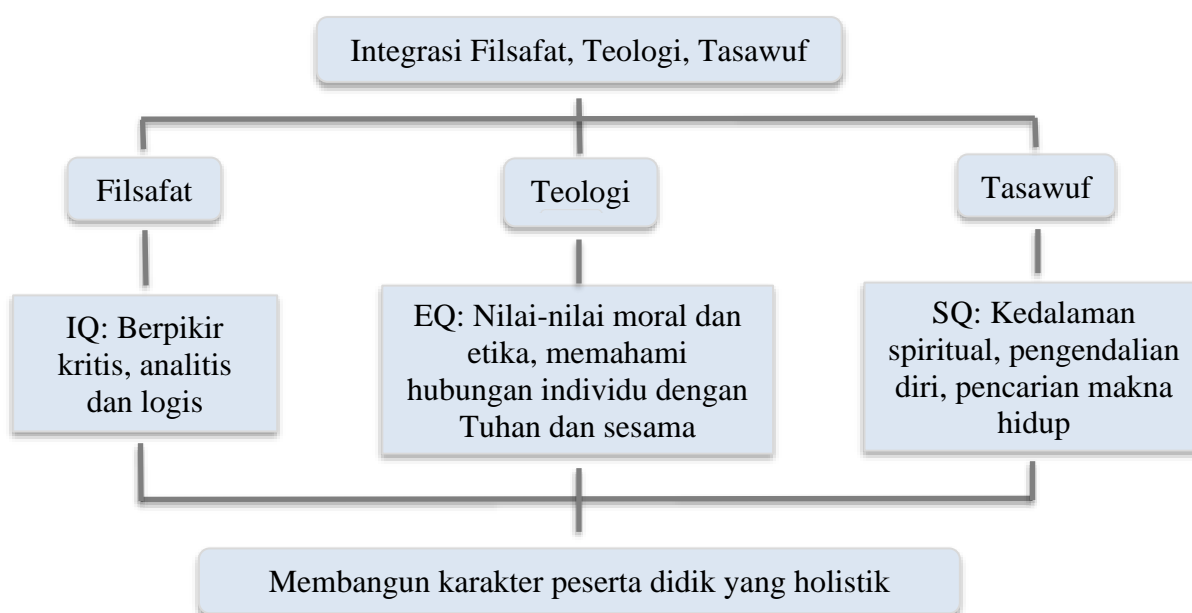 Integrasi Filsafat, Teologi, Tasawuf
Filsafat
Teologi
Tasawuf
IQ: Berpikir
kritis, analitis
dan logis
EQ: Nilai-nilai moral dan
etika, memahami
hubungan individu dengan
Tuhan dan sesama
SQ: Kedalaman
spiritual, pengendalian
diri, pencarian makna
hidup
Membangun karakter peserta didik yang holistik